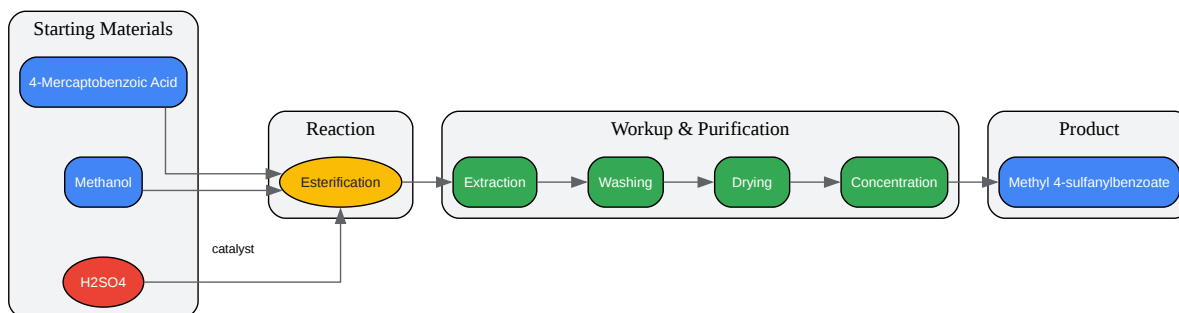 Starting Materials
4-Mercaptobenzoic Acid
Methanol
H2SO4
catalyst
Reaction
Esterification
Workup & Purification
Extraction
Washing
Drying
Concentration
Product
Methyl 4-sulfanylbenzoate